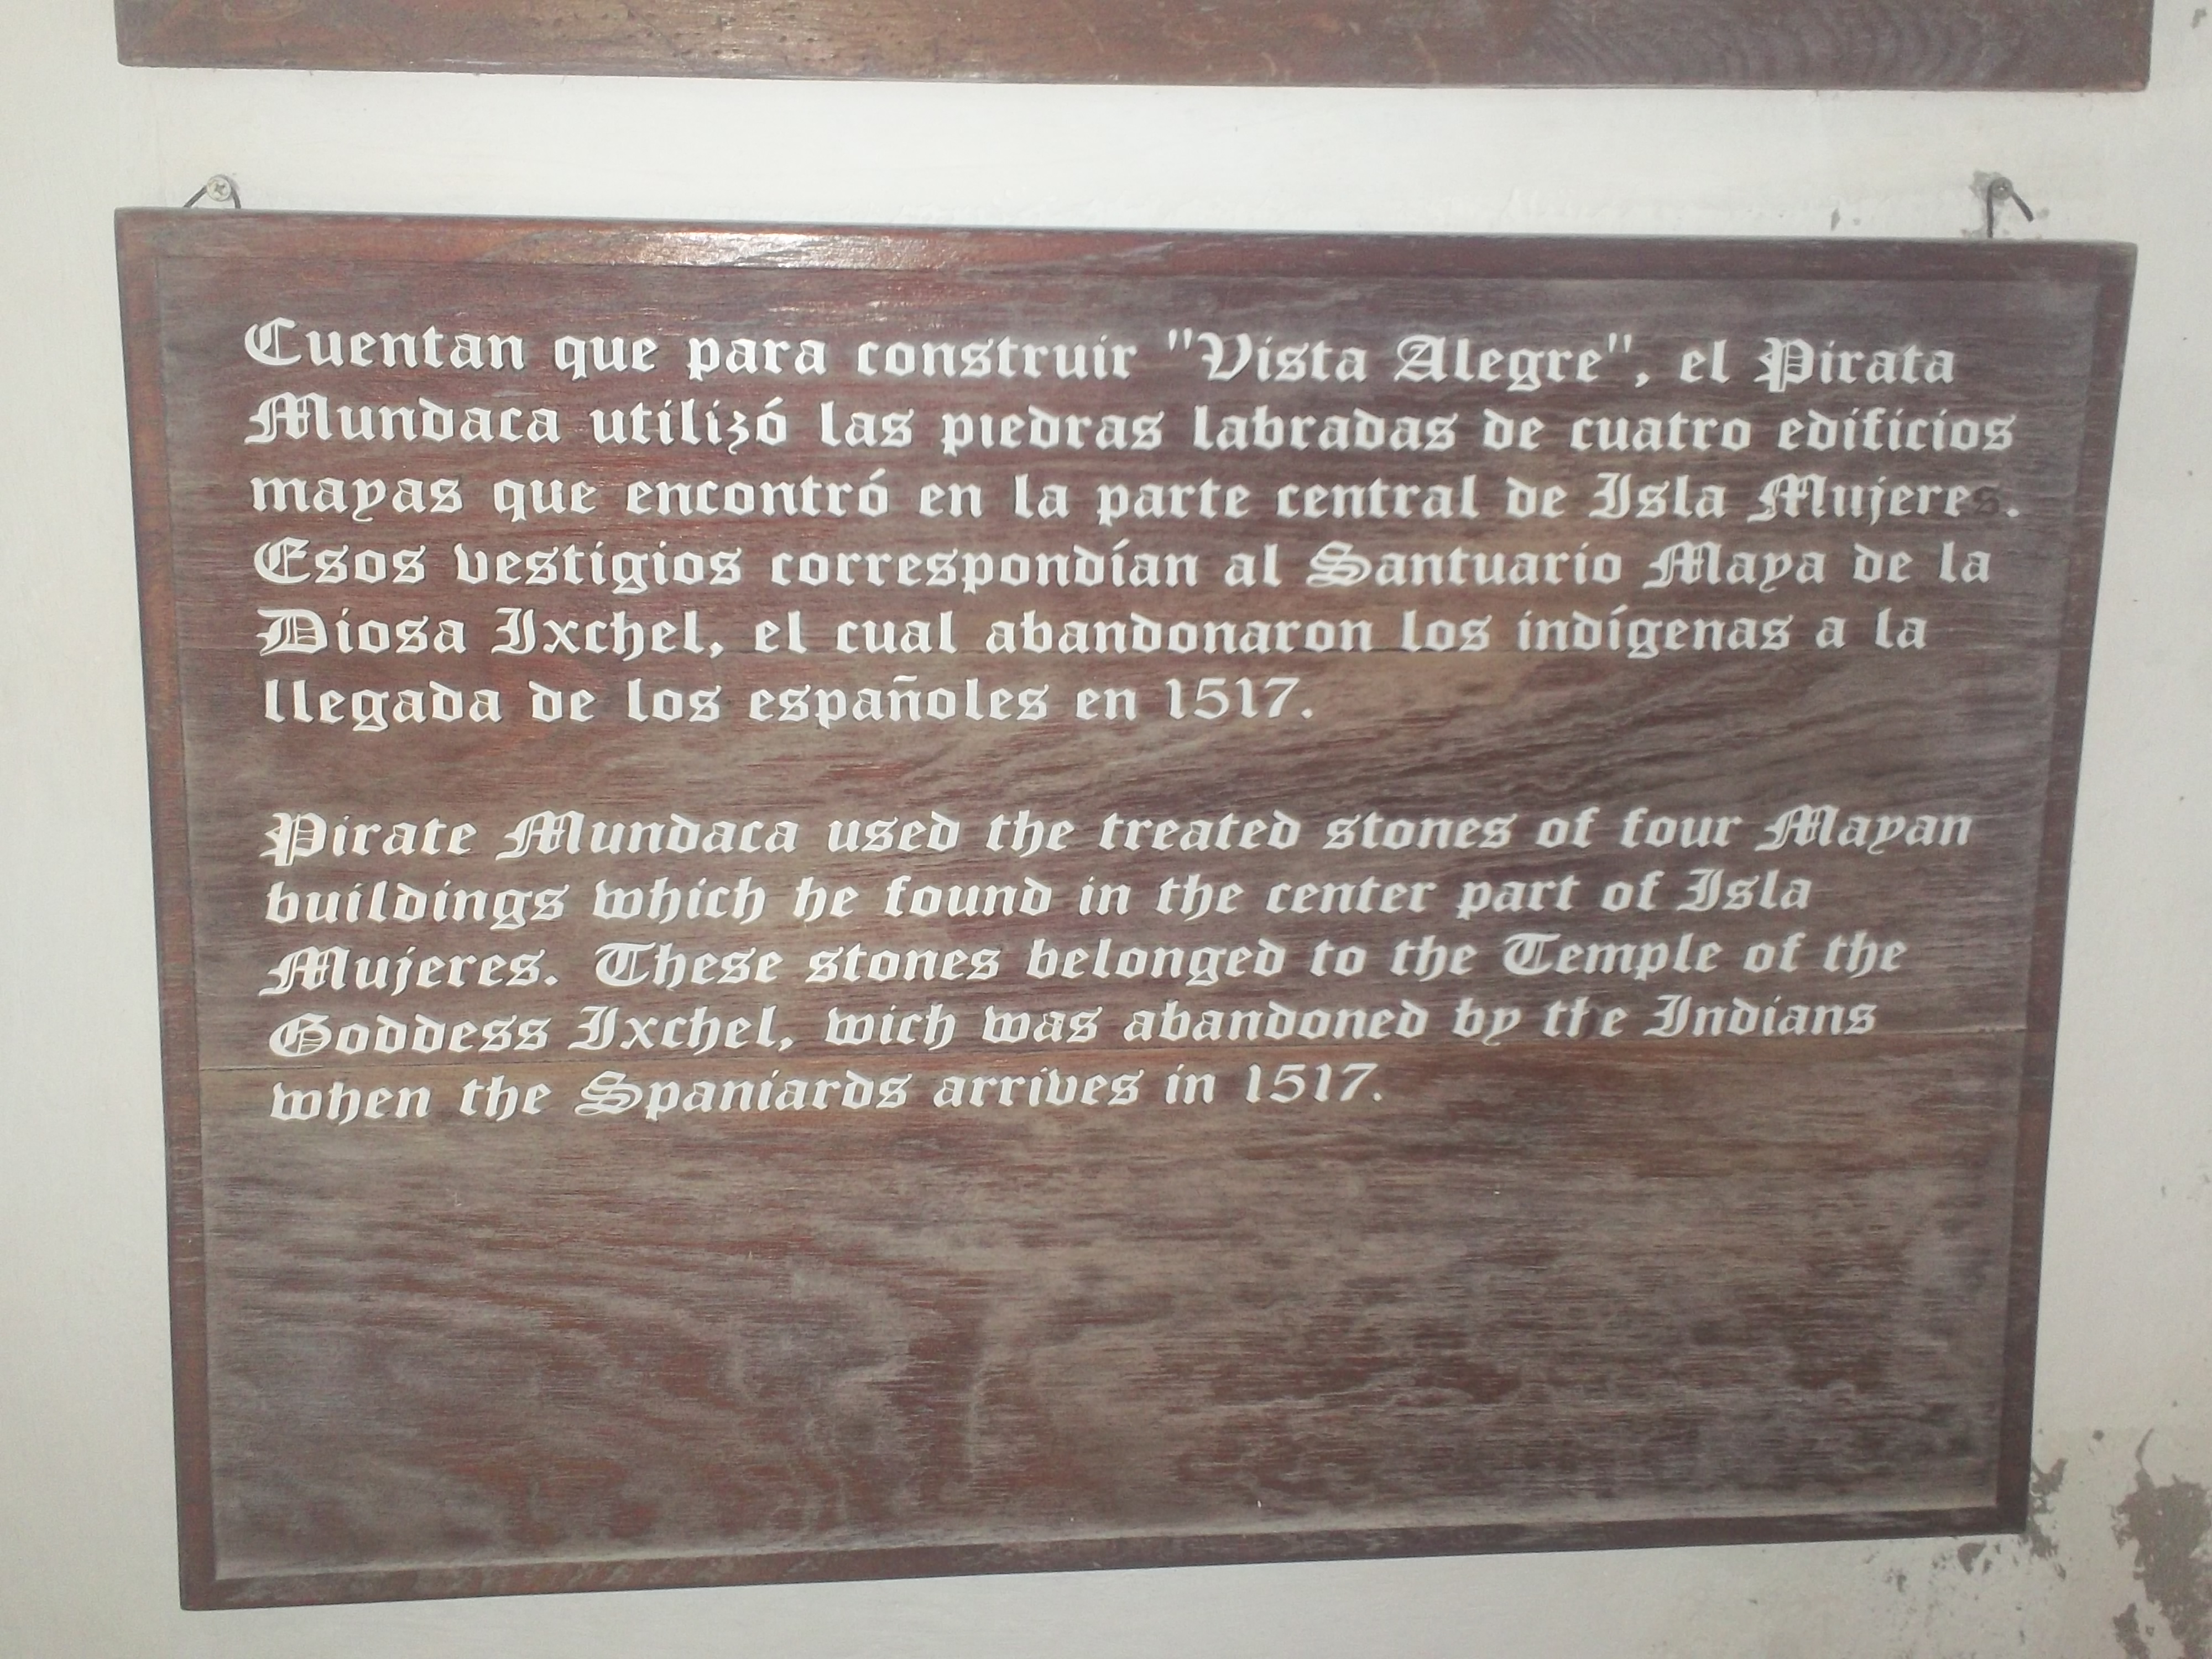 Cuentan que para construir "Vista Alegre", el Pirata
Mundaca utilizó las piedras labradas de cuatro edificios
mayas que encontró en la parte central de Isla Mujeres.
Esos vestigios correspondían al Santuario Maya de la
Diosa Ixchel, el cual abandonaron los indígenas a la
llegada de los españoles en 1517.
Pirate Mundaca used the treated stones of four Mayan
buildings which he found in the center part of Isla
Mujeres. These stones belonged to the Temple of the
Goddess Ixchel, wich was abandoned by the Indians
when the Spaniards arrives in 1517.